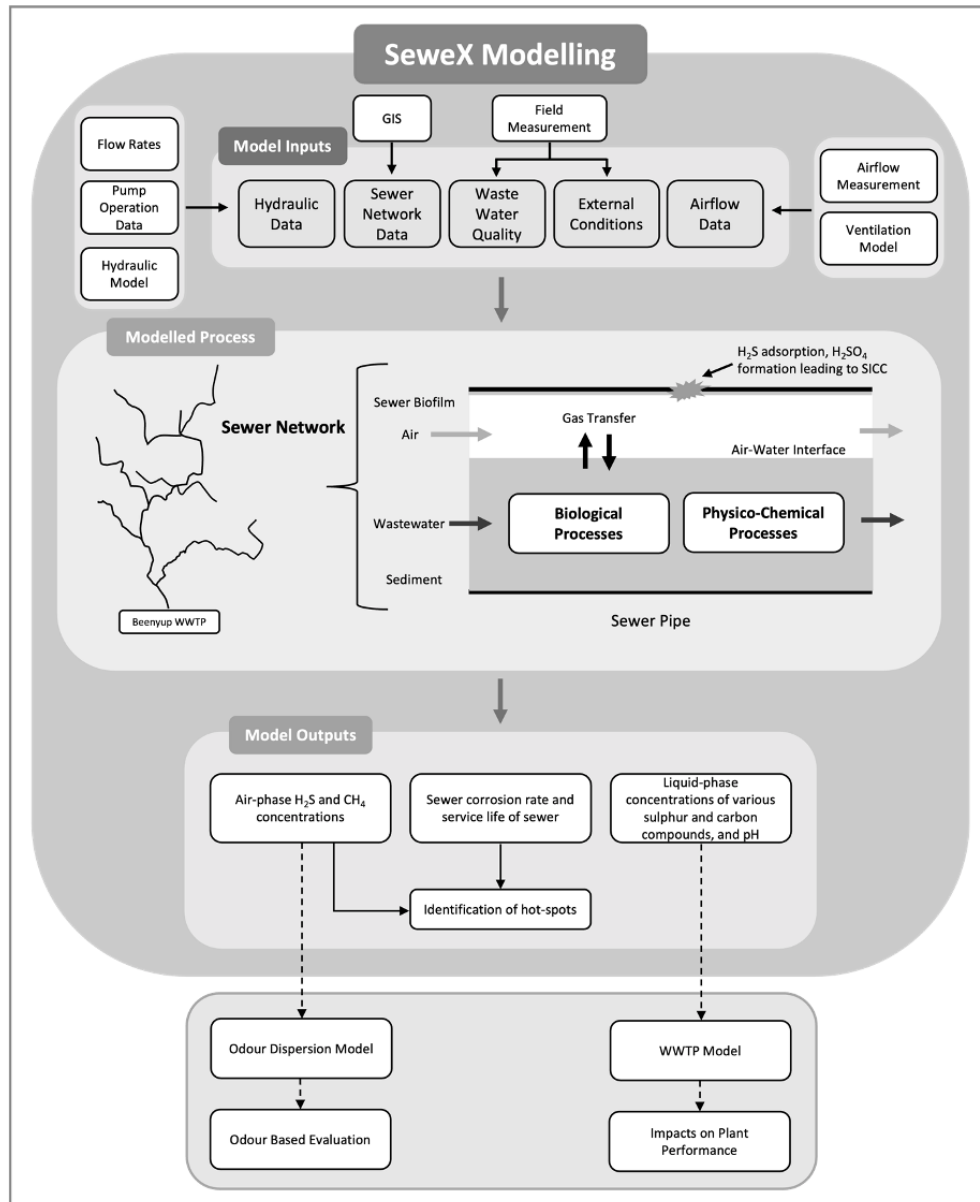 SeweX Modelling
GIS
Field
Measurement
Flow Rates
Pump
Operation
Data
Hydraulic
Model
Model Inputs
Hydraulic
Data
Sewer
Network
Data
Waste
Water
Quality
External
Conditions
Airflow
Data
Airflow
Measurement
Ventilation
Model
Modelled Process
H₂S adsorption, H₂SO₄
formation leading to SICC
Sewer Network
Sewer Biofilm
Air
Gas Transfer
Air-Water Interface
Wastewater
Biological
Processes
Physico-Chemical
Processes
Sediment
Sewer Pipe
Beenyup WWTP
Model Outputs
Air-phase H₂S and CH₄
concentrations
Sewer corrosion rate and
service life of sewer
Liquid-phase
concentrations of various
sulphur and carbon
compounds, and pH
Identification of hot-spots
Odour Dispersion Model
WWTP Model
Odour Based Evaluation
Impacts on Plant
Performance